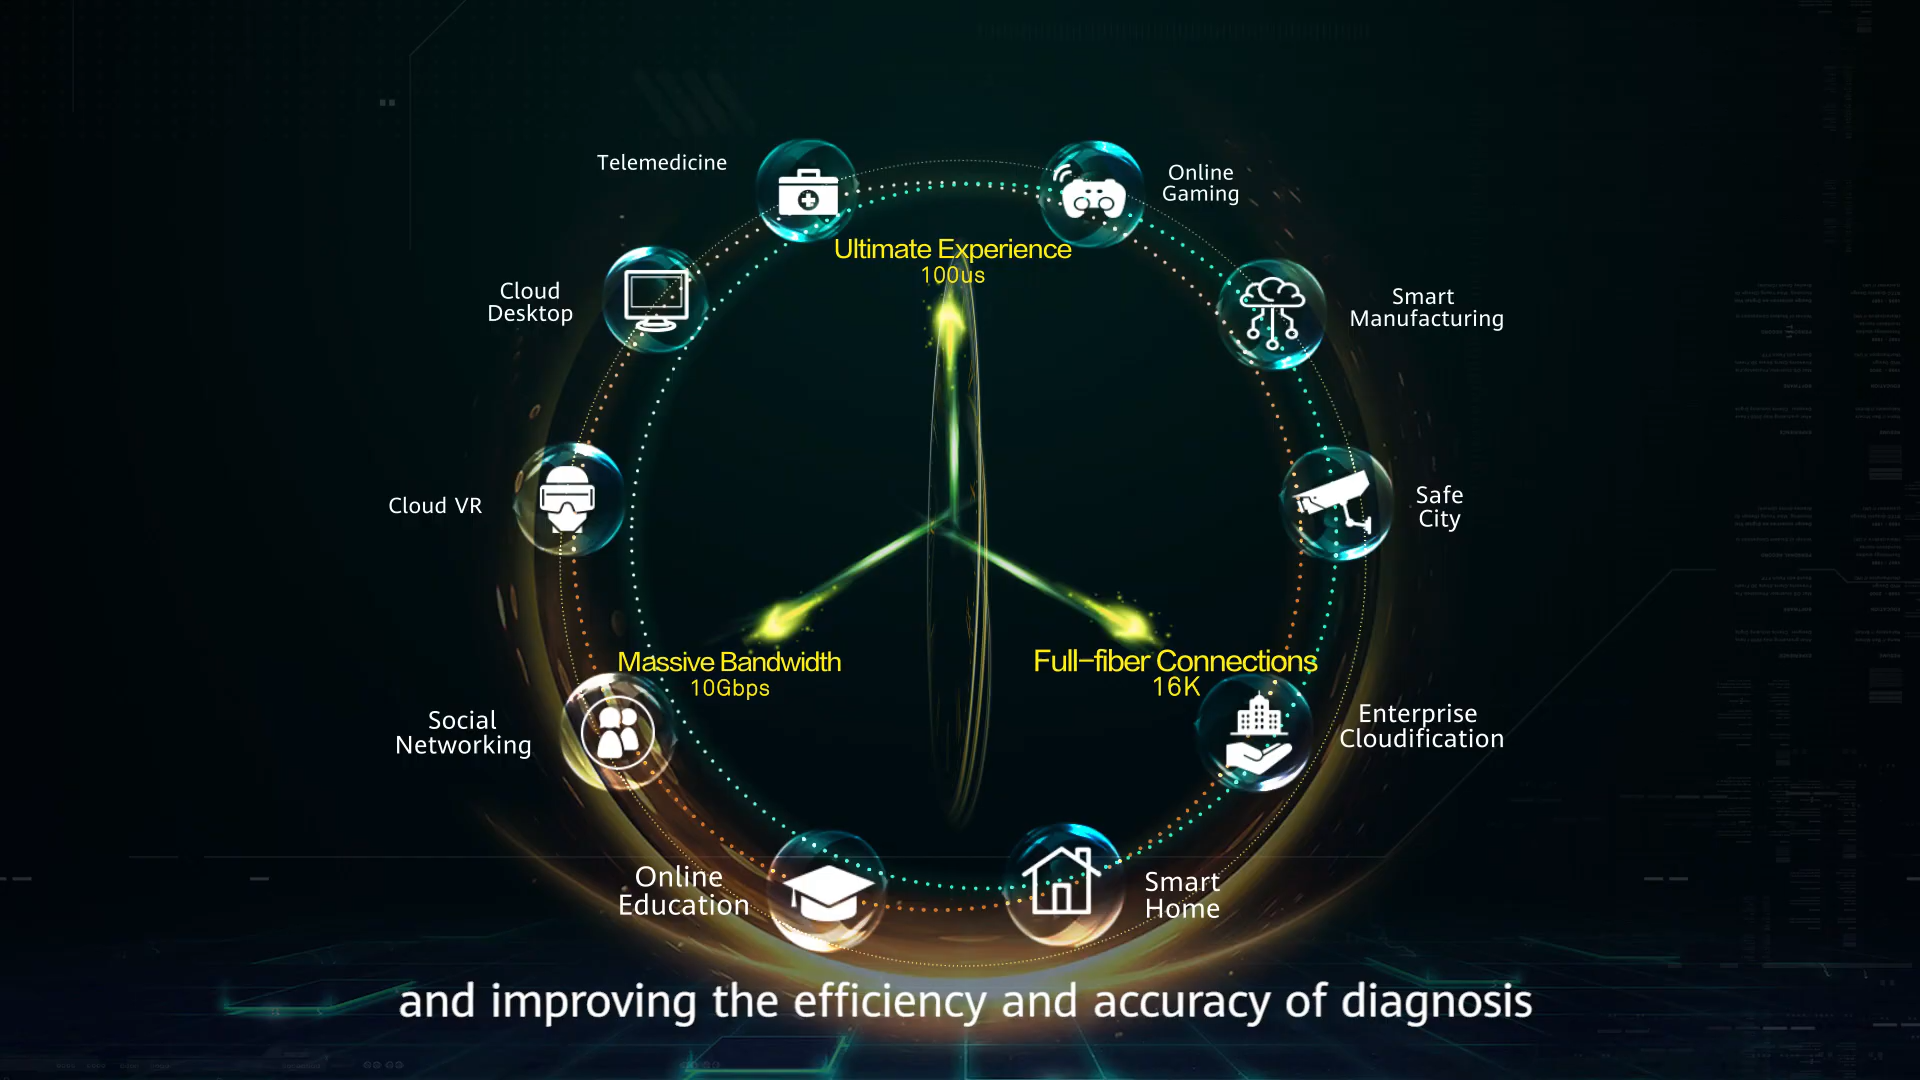 Telemedicine
Online
Gaming
Ultimate Experience
100us
Cloud
Desktop
Smart
Manufacturing
Cloud VR
Safe
City
Massive Bandwidth
10Gbps
Full-fiber Connections
16K
Social
Networking
Enterprise
Cloudification
Online
Education
Smart
Home
and improving the efficiency and accuracy of diagnosis